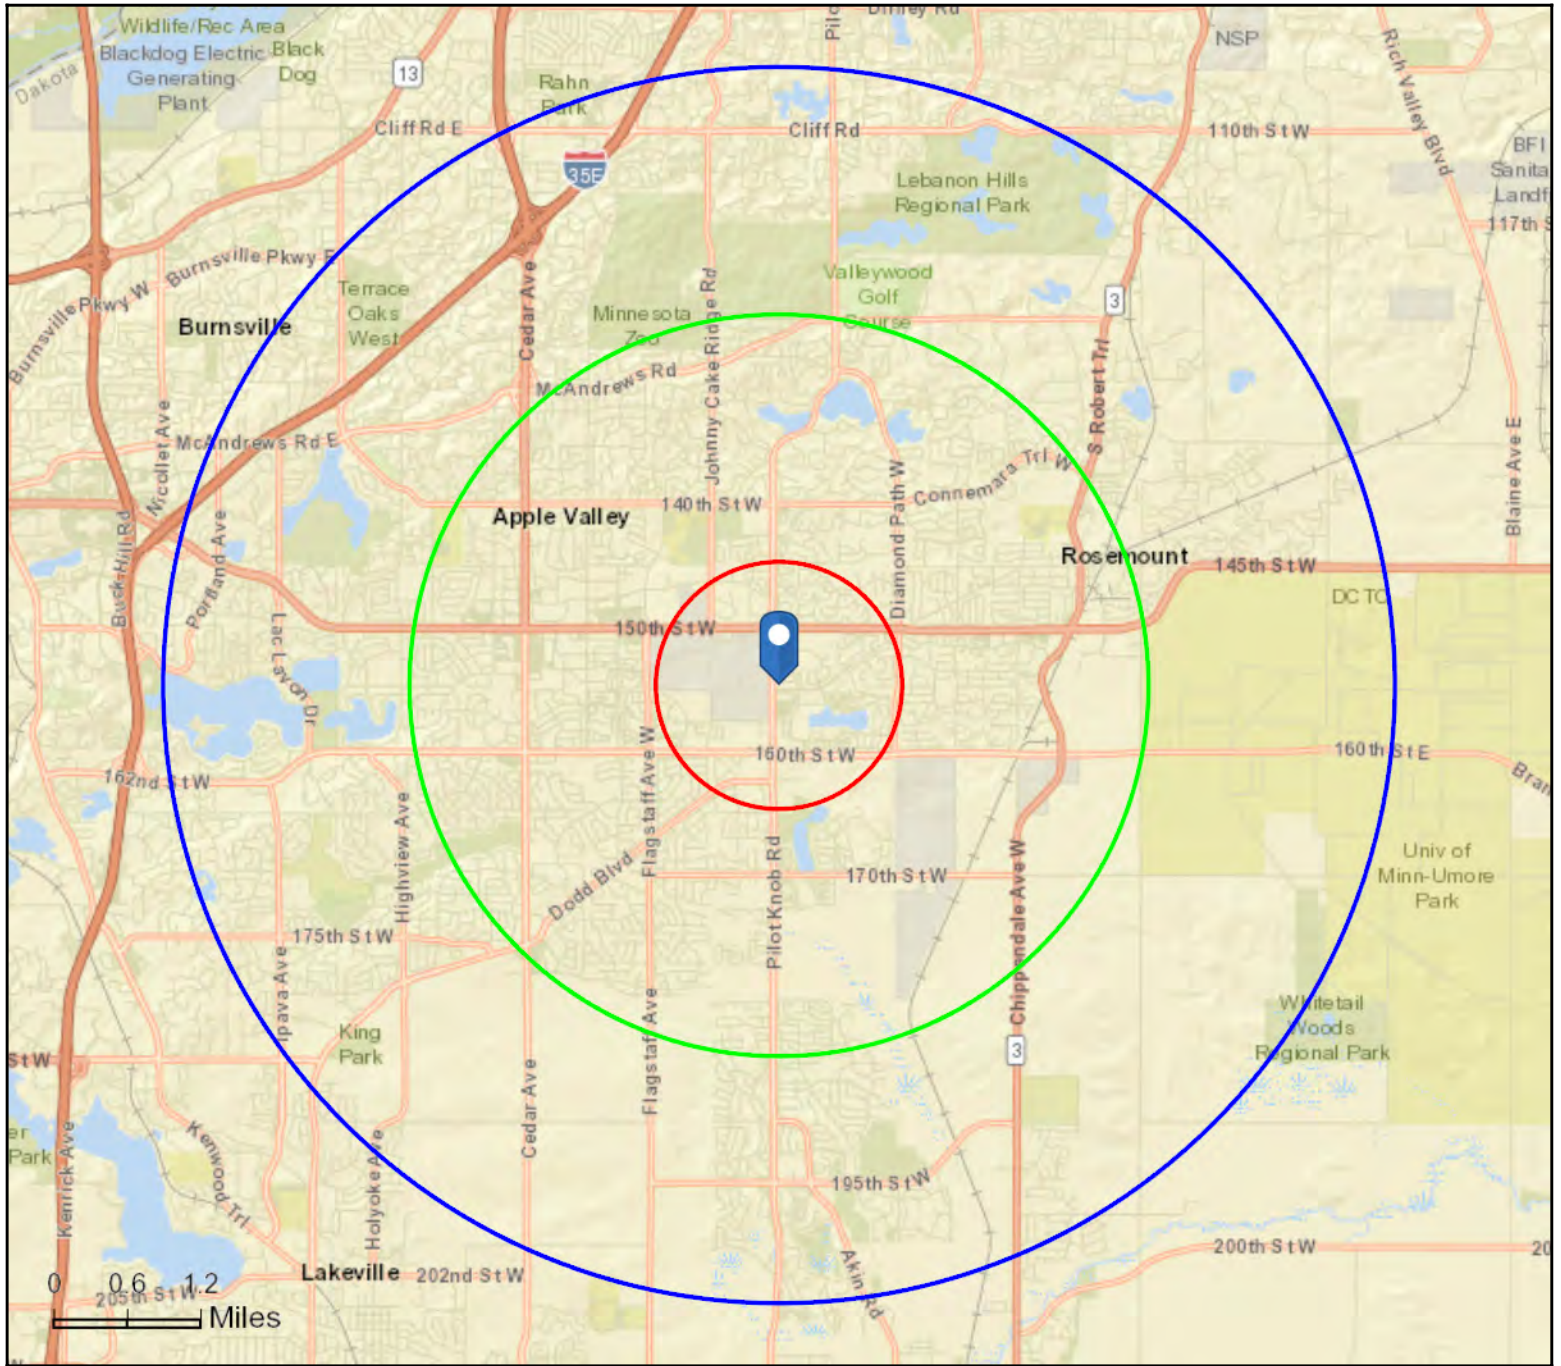 Diffley Rd
Wildlife/Rec Area
Blackdog Electric
Generating
Plant
Black
Dog
Dakota
13
Rahn
Park
NSP
Rich Valley Blvd
Cliff Rd E
Cliff Rd
110th St W
35E
Lebanon Hills
Regional Park
117th S
Burnsville Pkwy E
Burnsville Pkwy W
Terrace
Oaks
West
Burnsville
Cedar Ave
Minnesota
Zoo
Johnny Cake Ridge Rd
Valleywood
Golf
Course
3
S Robert Trl
McAndrews Rd
McAndrews Rd E
Nicollet Ave
Buck Hill Rd
Portland Ave
140th St W
Apple Valley
Diamond Path W
Connemara Trl W
Rosemount
145th St W
Blaine Ave E
150th St W
Lac Lavon Dr
160th St W
160th St E
162nd St W
Highview Ave
Flagstaff Ave W
Dodd Blvd
Pilot Knob Rd
170th St W
Chippendale Ave W
Univ of
Minn-Umore
Park
175th St W
Ipava Ave
King
Park
Flagstaff Ave
Cedar Ave
3
Whitetail
Woods
Regional Park
St W
er
Park
Kenrick Ave
Kenwood Trl
Holyoke Ave
195th St W
Akin Rd
200th St W
20
Lakeville
202nd St W
205th St W
0 0.6 1.2
Miles